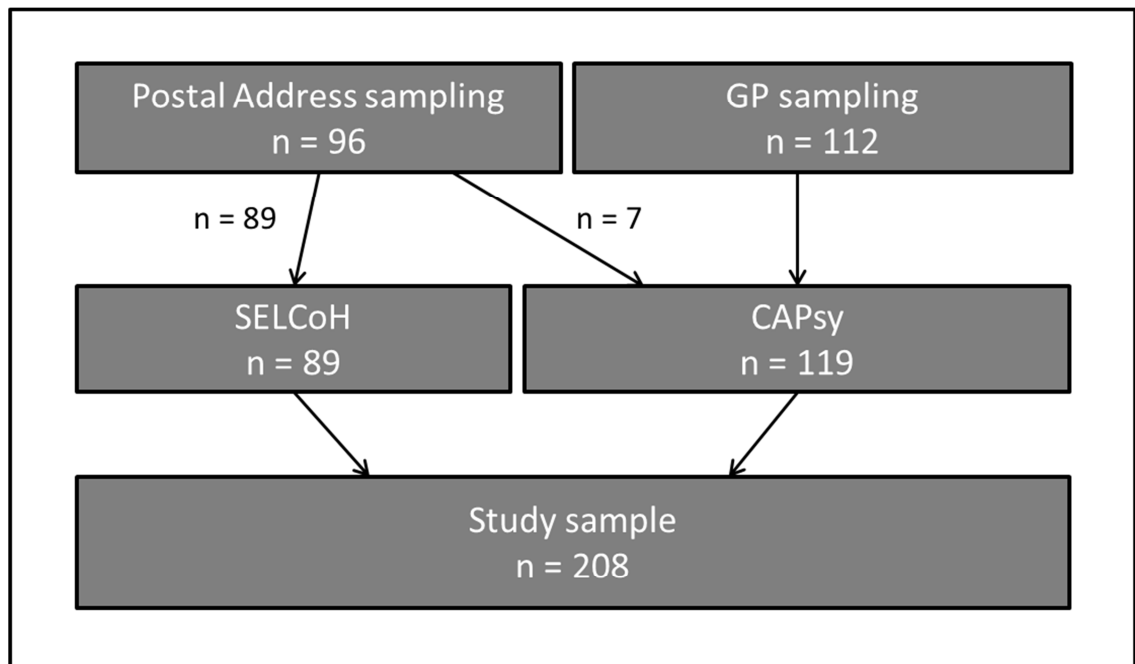 Postal Address sampling
n = 96
GP sampling
n = 112
n = 89
n = 7
SELCoH
n = 89
CAPsy
n = 119
Study sample
n = 208